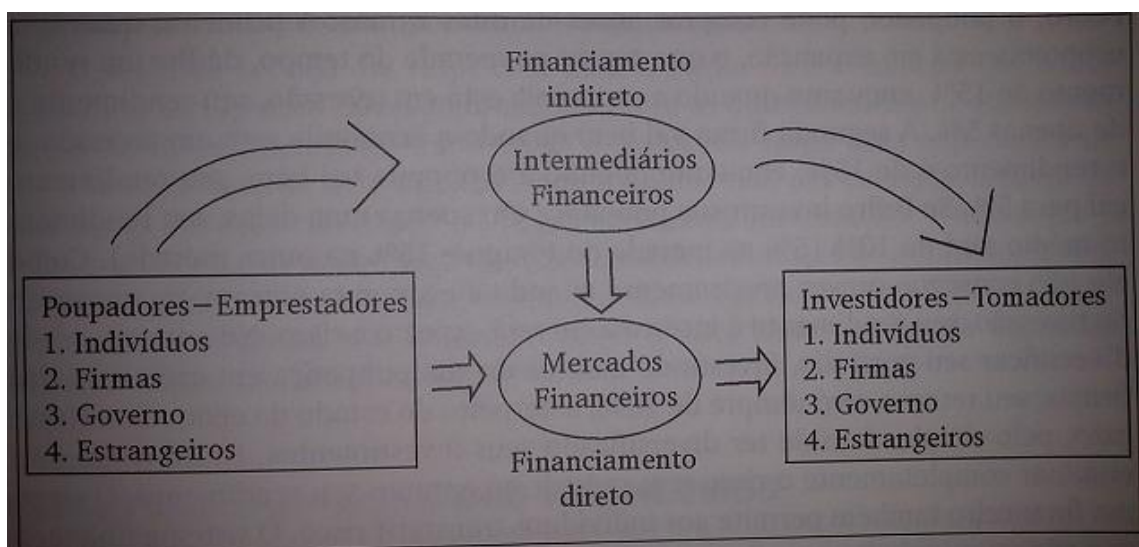 Financiamento
indireto
Intermediários
Financeiros
Poupadores—Emprestadores
1. Indivíduos
2. Firmas
3. Governo
4. Estrangeiros
Mercados
Financeiros
Financiamento
direto
Investidores—Tomadores
1. Indivíduos
2. Firmas
3. Governo
4. Estrangeiros